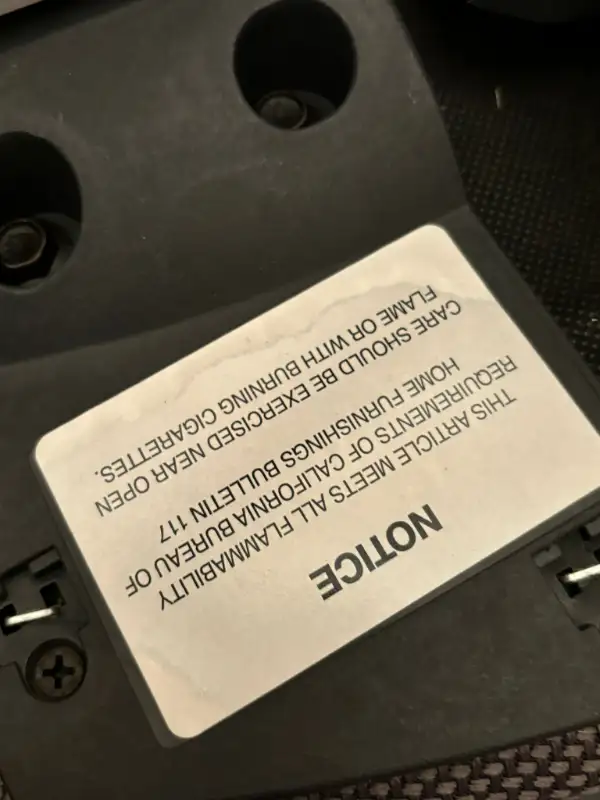 NOTICE
THIS ARTICLE MEETS ALL FLAMMABILITY
REQUIREMENTS OF CALIFORNIA BUREAU OF
HOME FURNISHINGS BULLETIN 117
CARE SHOULD BE EXERCISED NEAR OPEN
FLAME OR WITH BURNING CIGARETTES.